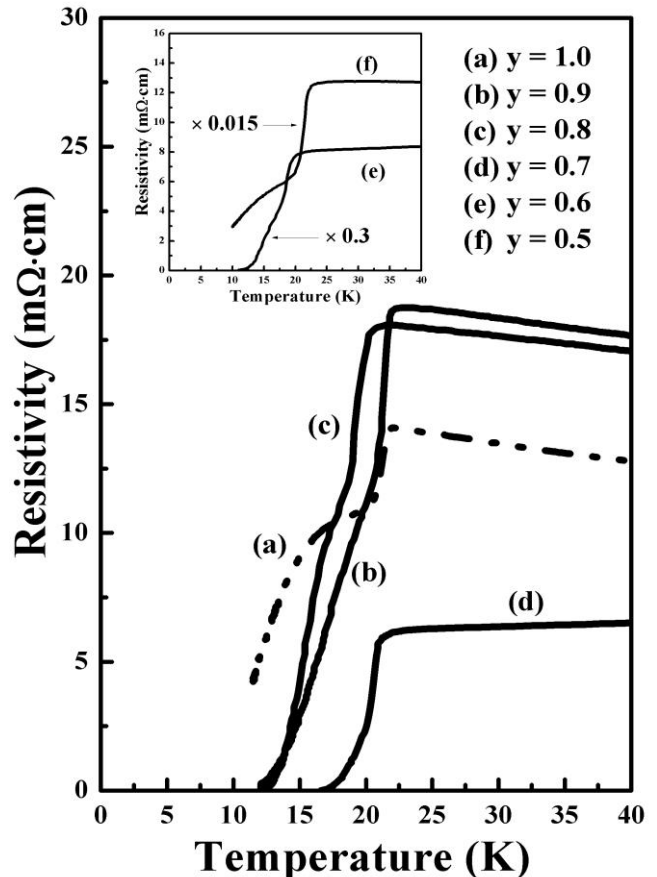 30
25
20
15
10
5
0
Resistivity (mΩ·cm)
0 5 10 15 20 25 30 35 40
Temperature (K)
16
14
12
10
8
6
4
2
0
Resistivity (mΩ·cm)
0 5 10 15 20 25 30 35 40
Temperature (K)
(f)
× 0.015
(e)
× 0.3
(a) y = 1.0
(b) y = 0.9
(c) y = 0.8
(d) y = 0.7
(e) y = 0.6
(f) y = 0.5
(c)
(a)
(b)
(d)